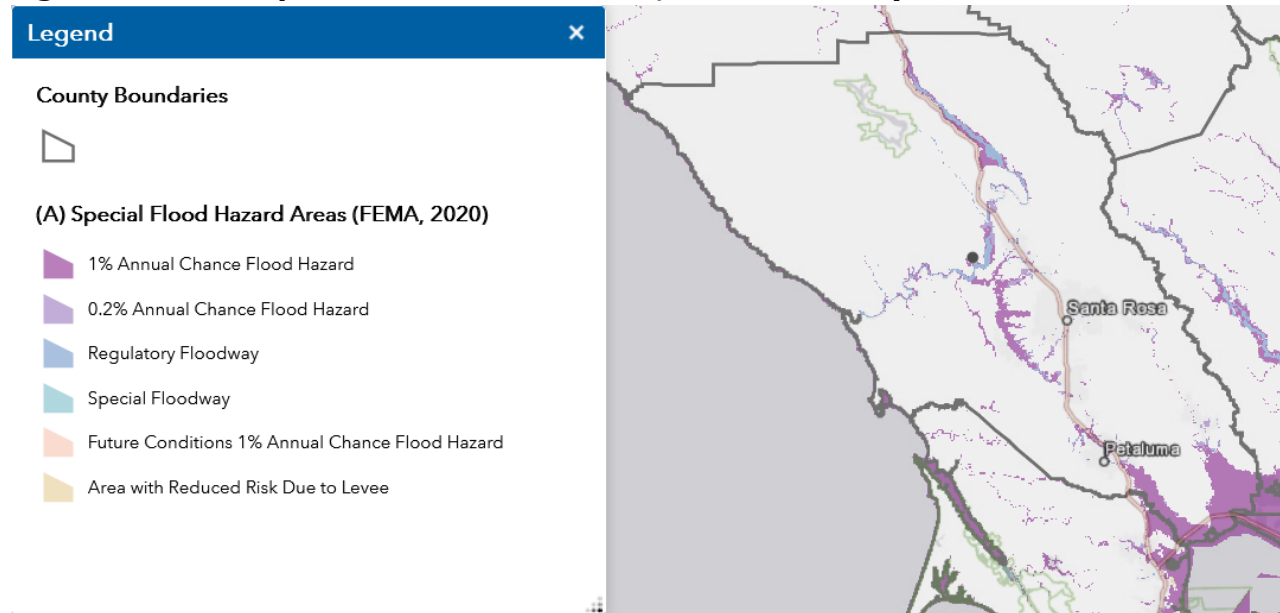 Legend
County Boundaries
(A) Special Flood Hazard Areas (FEMA, 2020)
1% Annual Chance Flood Hazard
0.2% Annual Chance Flood Hazard
Regulatory Floodway
Special Floodway
Future Conditions 1% Annual Chance Flood Hazard
Area with Reduced Risk Due to Levee
Santa Rosa
Petaluma